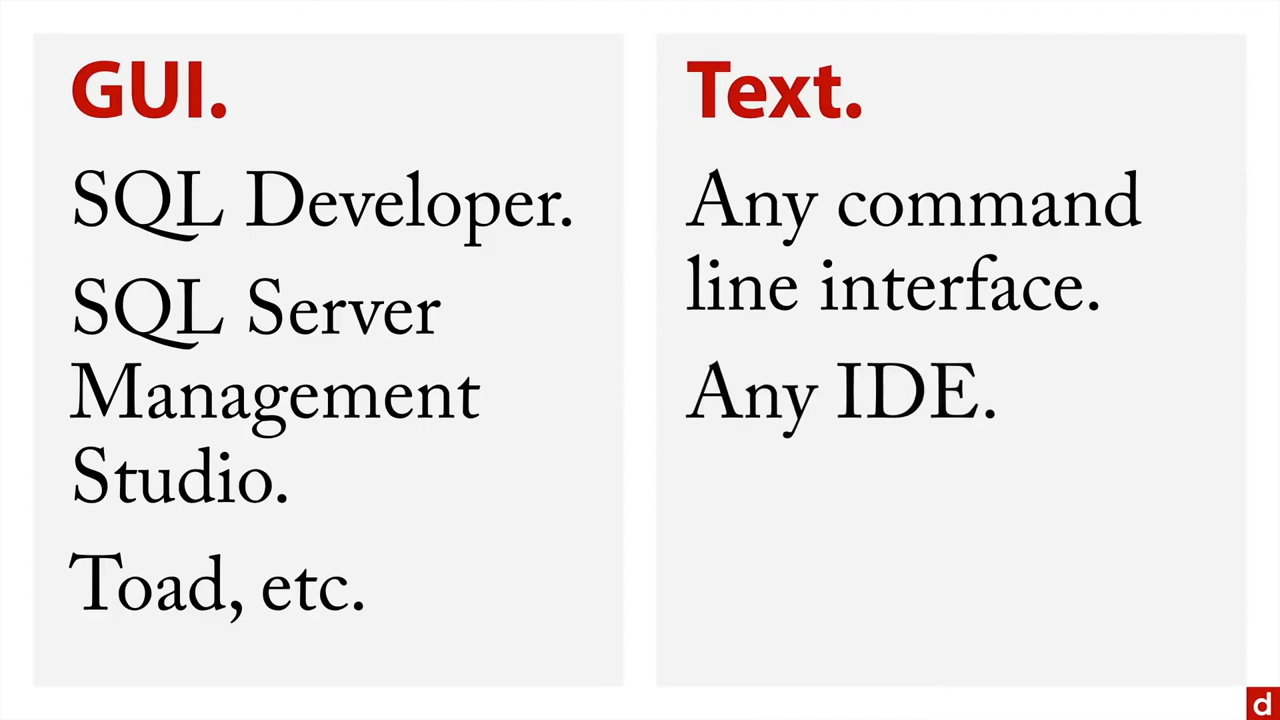 GUI.
SQL Developer.
SQL Server
Management
Studio.
Toad, etc.
Text.
Any command
line interface.
Any IDE.
d